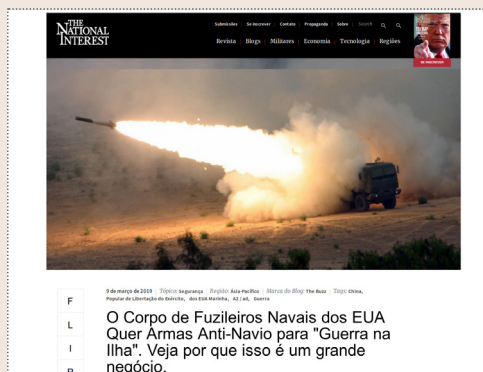 THE
NATIONAL
INTEREST
Submissões | Se inscrever | Contato | Propaganda | Sobre | Search
Revista | Blogs | Militares | Economia | Tecnologia | Regiões
SE INSCREVER
9 de março de 2019 | Tópico: Segurança | Região: Ásia-Pacífico | Marca do Blog: The Buzz | Tags: China,
Popular de Libertação do Exército, dos EUA Marinha, A2 / ad, Guerra
F
L
I
O Corpo de Fuzileiros Navais dos EUA
Quer Armas Anti-Navio para "Guerra na
Ilha". Veja por que isso é um grande
negócio.